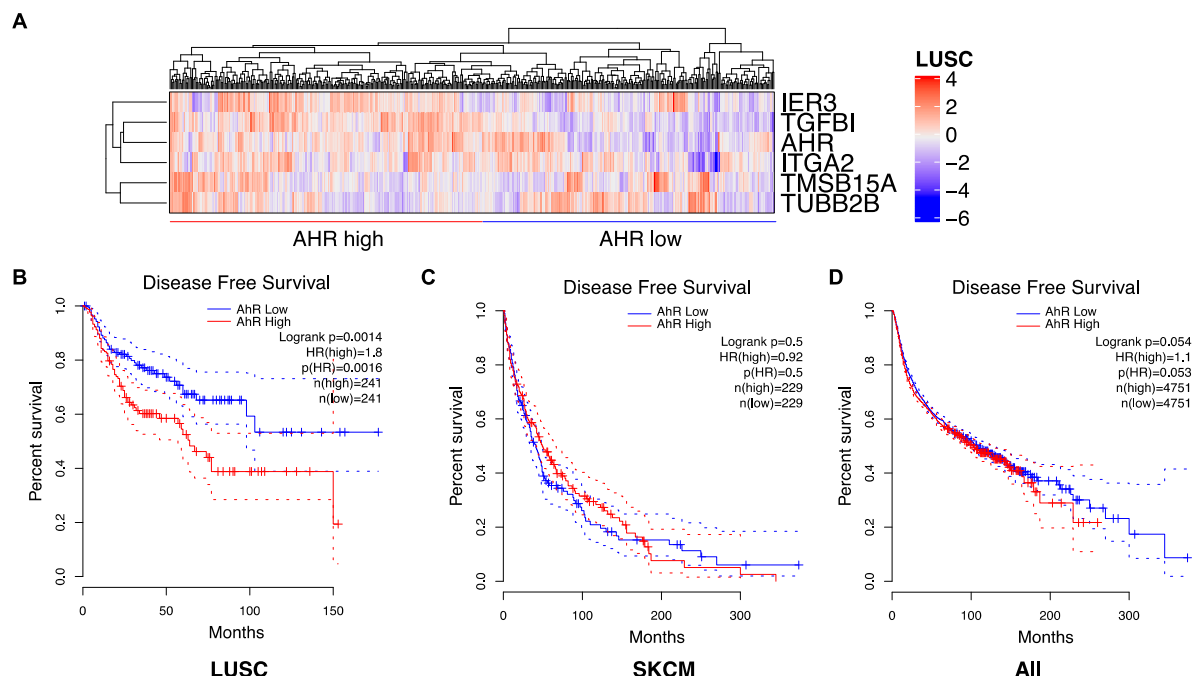 A
LUSC
4
2
0
−2
−4
−6
IER3
TGFBI
AHR
ITGA2
TMSB15A
TUBB2B
AHR high
AHR low
B
Disease Free Survival
AhR Low
AhR High
Logrank p=0.0014
HR(high)=1.8
p(HR)=0.0016
n(high)=241
n(low)=241
Percent survival
1.0
0.8
0.6
0.4
0.2
0.0
0
50
100
150
Months
LUSC
C
Disease Free Survival
AhR Low
AhR High
Logrank p=0.5
HR(high)=0.92
p(HR)=0.5
n(high)=229
n(low)=229
Percent survival
1.0
0.8
0.6
0.4
0.2
0.0
0
100
200
300
Months
SKCM
D
Disease Free Survival
AhR Low
AhR High
Logrank p=0.054
HR(high)=1.1
p(HR)=0.053
n(high)=4751
n(low)=4751
Percent survival
1.0
0.8
0.6
0.4
0.2
0.0
0
100
200
300
Months
All